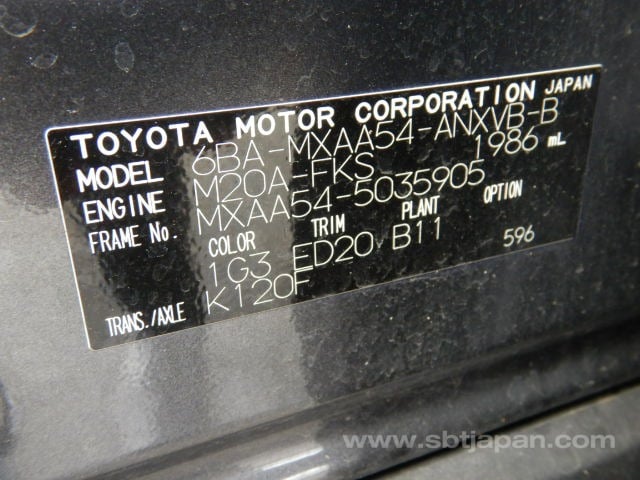 TOYOTA MOTOR CORPORATION JAPAN
MODEL 6BA-MXAA54-ANXVB-B
ENGINE M20A-FKS 1986 mL
FRAME No. MXAA54-5035905
COLOR TRIM PLANT OPTION
1G3 ED20 B11 596
TRANS./AXLE K120F
www.sbtjapan.com